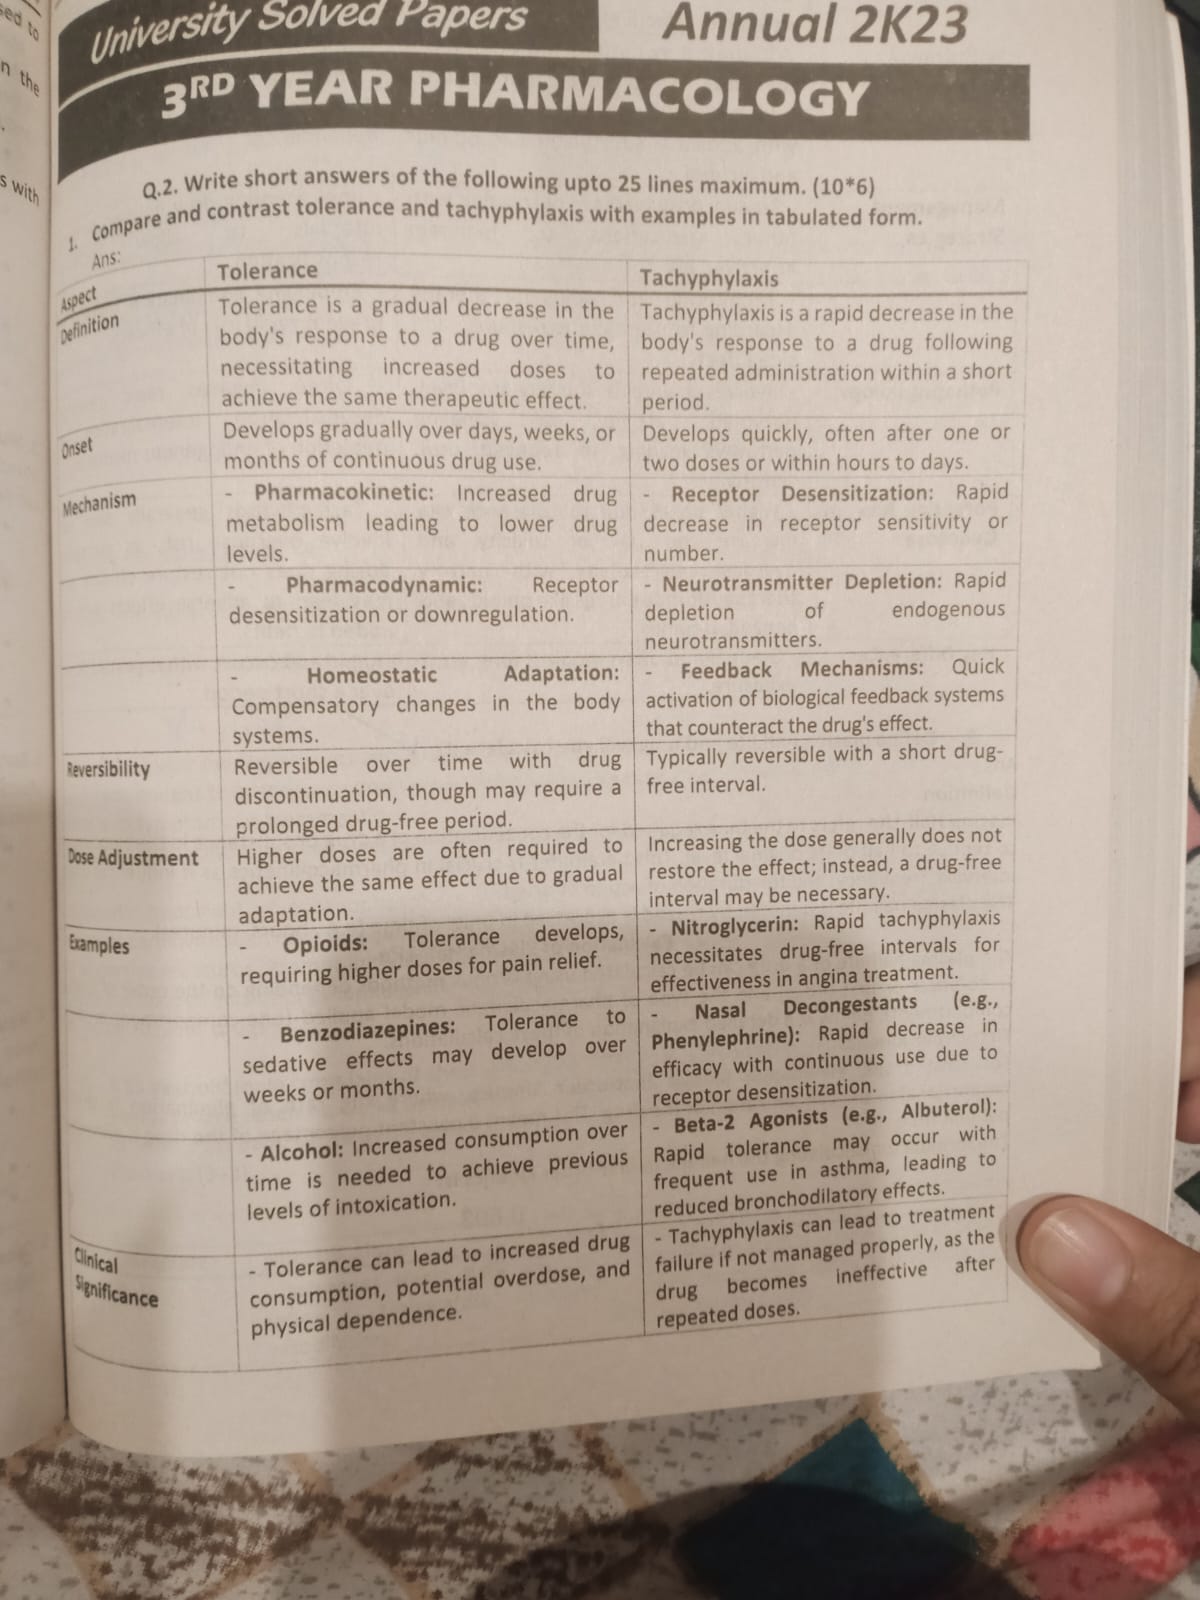 sed to
n the
s with
University Solved Papers
Annual 2K23
3RD YEAR PHARMACOLOGY
Q.2. Write short answers of the following upto 25 lines maximum. (10*6)
1. Compare and contrast tolerance and tachyphylaxis with examples in tabulated form.
Ans:
Aspect
Tolerance
Tachyphylaxis
Definition
Tolerance is a gradual decrease in the
body's response to a drug over time,
necessitating increased doses to
achieve the same therapeutic effect.
Tachyphylaxis is a rapid decrease in the
body's response to a drug following
repeated administration within a short
period.
Onset
Develops gradually over days, weeks, or
months of continuous drug use.
Develops quickly, often after one or
two doses or within hours to days.
Mechanism
- Pharmacokinetic: Increased drug
metabolism leading to lower drug
levels.
- Receptor Desensitization: Rapid
decrease in receptor sensitivity or
number.
- Pharmacodynamic: Receptor
desensitization or downregulation.
- Neurotransmitter Depletion: Rapid
depletion of endogenous
neurotransmitters.
- Homeostatic Adaptation:
Compensatory changes in the body
systems.
- Feedback Mechanisms: Quick
activation of biological feedback systems
that counteract the drug's effect.
Reversibility
Reversible over time with drug
discontinuation, though may require a
prolonged drug-free period.
Typically reversible with a short drug-
free interval.
Dose Adjustment
Higher doses are often required to
achieve the same effect due to gradual
adaptation.
Increasing the dose generally does not
restore the effect; instead, a drug-free
interval may be necessary.
Examples
- Opioids: Tolerance develops,
requiring higher doses for pain relief.
- Nitroglycerin: Rapid tachyphylaxis
necessitates drug-free intervals for
effectiveness in angina treatment.
- Benzodiazepines: Tolerance to
sedative effects may develop over
weeks or months.
- Nasal Decongestants (e.g.,
Phenylephrine): Rapid decrease in
efficacy with continuous use due to
receptor desensitization.
- Alcohol: Increased consumption over
time is needed to achieve previous
levels of intoxication.
- Beta-2 Agonists (e.g., Albuterol):
Rapid tolerance may occur with
frequent use in asthma, leading to
reduced bronchodilatory effects.
Clinical
Significance
- Tolerance can lead to increased drug
consumption, potential overdose, and
physical dependence.
- Tachyphylaxis can lead to treatment
failure if not managed properly, as the
drug becomes ineffective after
repeated doses.